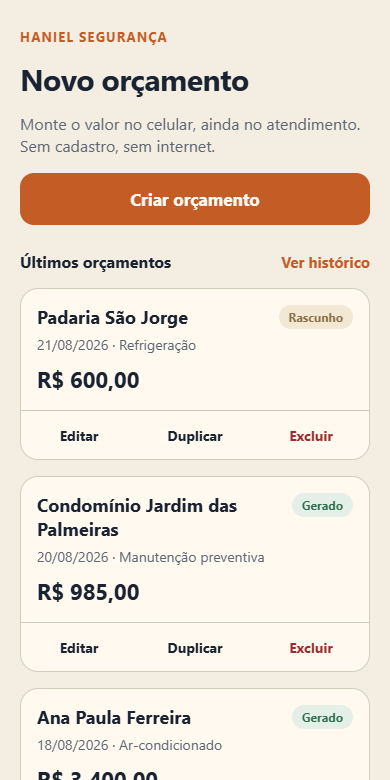 HANIEL SEGURANÇA
Novo orçamento
Monte o valor no celular, ainda no atendimento.
Sem cadastro, sem internet.
Criar orçamento
Últimos orçamentos
Ver histórico
Padaria São Jorge
Rascunho
21/08/2026 · Refrigeração
R$ 600,00
Editar Duplicar Excluir
Condomínio Jardim das
Palmeiras
Gerado
20/08/2026 · Manutenção preventiva
R$ 985,00
Editar Duplicar Excluir
Ana Paula Ferreira
Gerado
18/08/2026 · Ar-condicionado
R$ 3.400,00